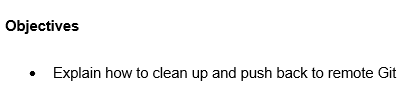 Objectives
• Explain how to clean up and push back to remote Git